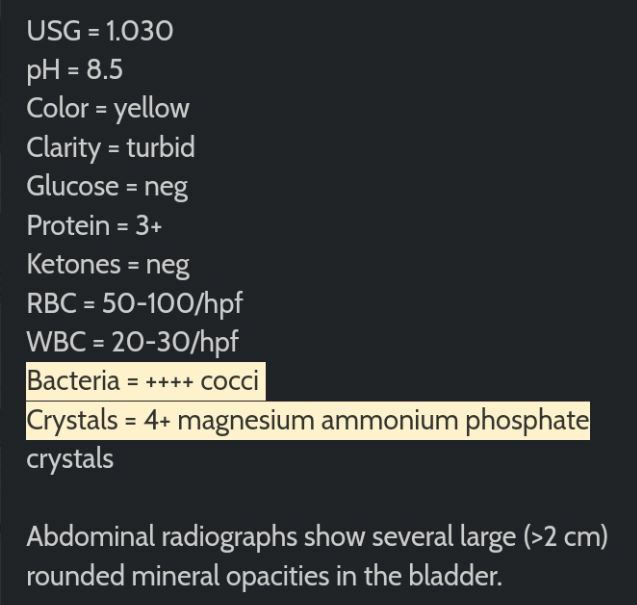 USG = 1.030
pH = 8.5
Color = yellow
Clarity = turbid
Glucose = neg
Protein = 3+
Ketones = neg
RBC = 50-100/hpf
WBC = 20-30/hpf
Bacteria = ++++ cocci
Crystals = 4+ magnesium ammonium phosphate
crystals
Abdominal radiographs show several large (>2 cm)
rounded mineral opacities in the bladder.